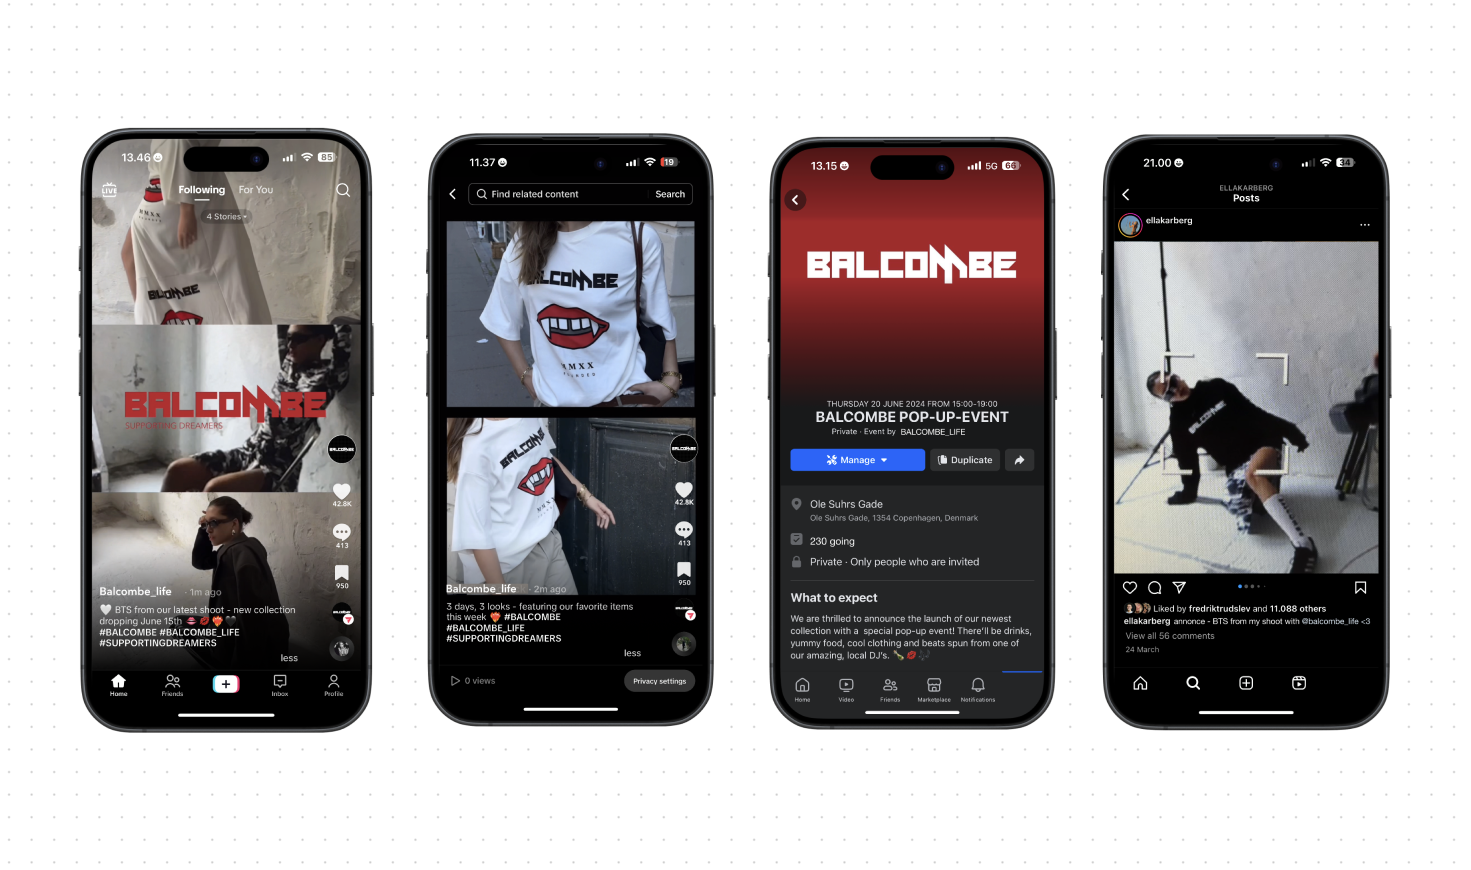 13.46
85
LIVE
Following
For You
4 Stories
BMXX
BALCOMBE
BALCOMBE
SUPPORTING DREAMERS
BALCOMBE
42.8K
413
950
Balcombe_life
· 1m ago
🤍 BTS from our latest shoot - new collection
dropping June 15th 👄 💋 ❤️‍🔥 🖤
#BALCOMBE #BALCOMBE_LIFE
#SUPPORTINGDREAMERS
less
Home
Friends
Inbox
Profile
11.37
19
Find related content
Search
BALCOMBE
MMXX
BALCOMBE
BALCOMBE
42.8K
413
950
Balcombe_life
· 2m ago
3 days, 3 looks - featuring our favorite items
this week ❤️‍🔥 #BALCOMBE
#BALCOMBE_LIFE
#SUPPORTINGDREAMERS
less
0 views
Privacy settings
13.15
5G
66
BALCOMBE
THURSDAY 20 JUNE 2024 FROM 15:00-19:00
BALCOMBE POP-UP-EVENT
Private · Event by BALCOMBE_LIFE
Manage
Duplicate
Ole Suhrs Gade
Ole Suhrs Gade, 1354 Copenhagen, Denmark
230 going
Private · Only people who are invited
What to expect
We are thrilled to announce the launch of our newest
collection with a special pop-up event! There'll be drinks,
yummy food, cool clothing and beats spun from one of
our amazing, local DJ's. 🍾 💋 🎶
Home
Video
Friends
Marketplace
Notifications
21.00
34
ELLAKARBERG
Posts
ellakarberg
BALCOMBE
Liked by fredriktrudslev and 11.088 others
ellakarberg annonce - BTS from my shoot with @balcombe_life <3
View all 56 comments
24 March